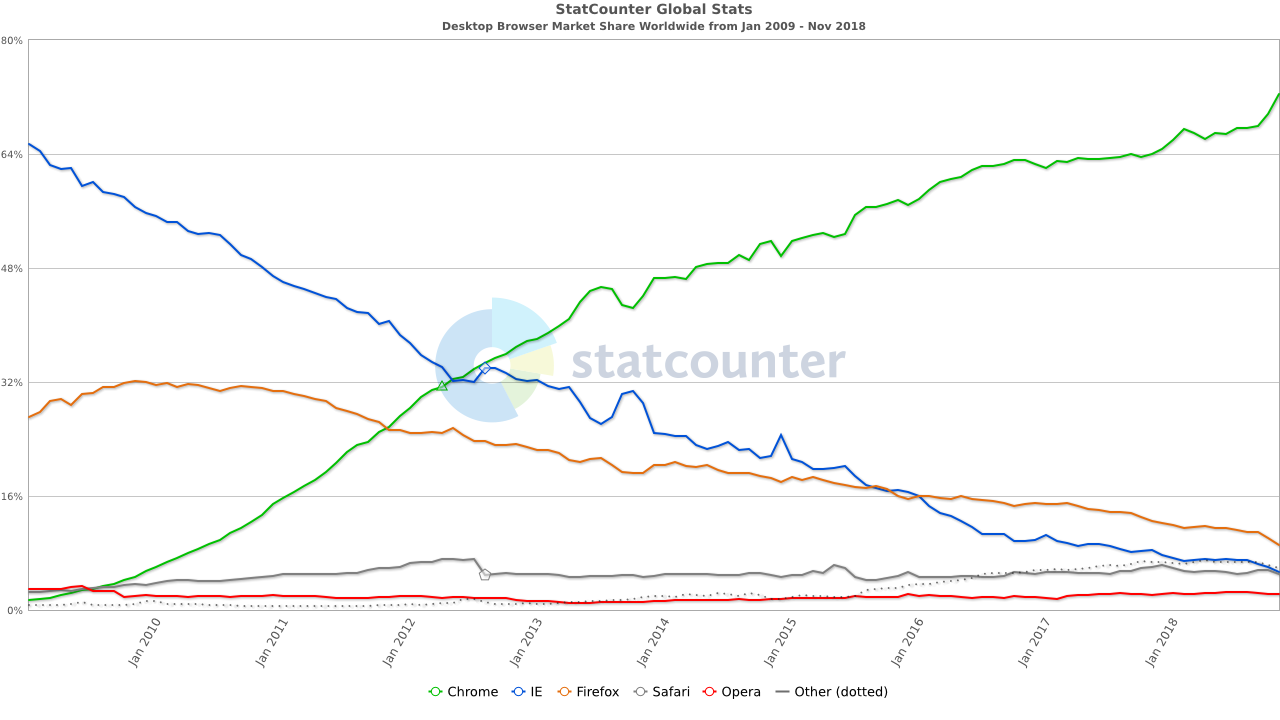 StatCounter Global Stats
Desktop Browser Market Share Worldwide from Jan 2009 - Nov 2018
80%
64%
48%
32%
16%
0%
statcounter
Jan 2010
Jan 2011
Jan 2012
Jan 2013
Jan 2014
Jan 2015
Jan 2016
Jan 2017
Jan 2018
Chrome IE Firefox Safari Opera Other (dotted)